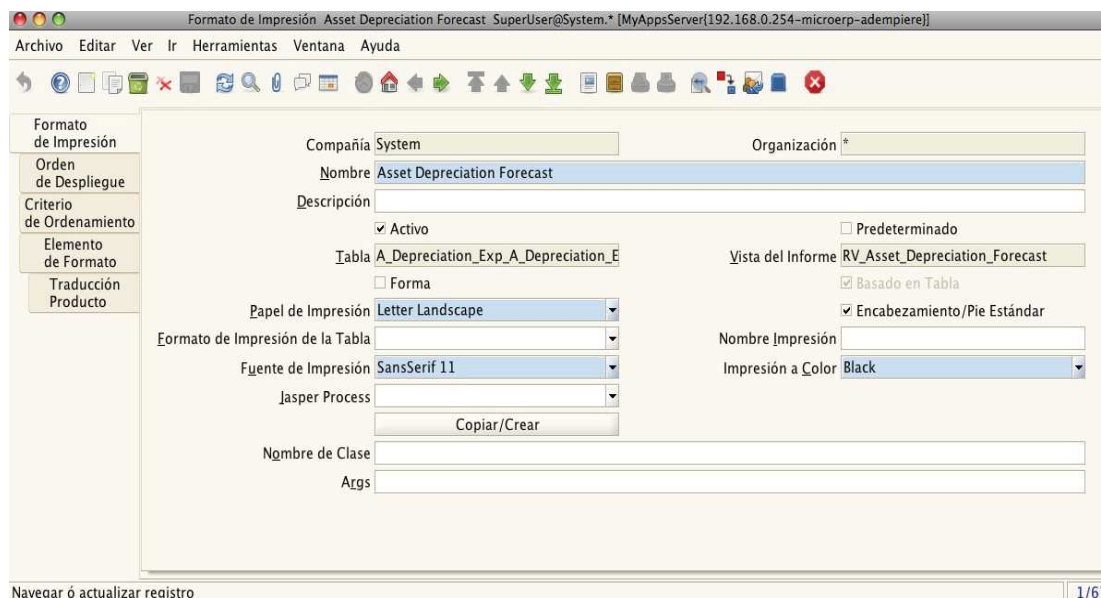 Formato de Impresión Asset Depreciation Forecast SuperUser@System.* [MyAppsServer{192.168.0.254-microerp-adempiere}]
Archivo Editar Ver Ir Herramientas Ventana Ayuda
Formato
de Impresión
Orden
de Despliegue
Criterio
de Ordenamiento
Elemento
de Formato
Traducción
Producto
Compañía System Organización *
Nombre Asset Depreciation Forecast
Descripción
Activo Predeterminado
Tabla A_Depreciation_Exp_A_Depreciation_E Vista del Informe RV_Asset_Depreciation_Forecast
Forma Basado en Tabla
Papel de Impresión Letter Landscape Encabezamiento/Pie Estándar
Formato de Impresión de la Tabla Nombre Impresión
Fuente de Impresión SansSerif 11 Impresión a Color Black
Jasper Process
Copiar/Crear
Nombre de Clase
Args
Navegar ó actualizar registro 1/6